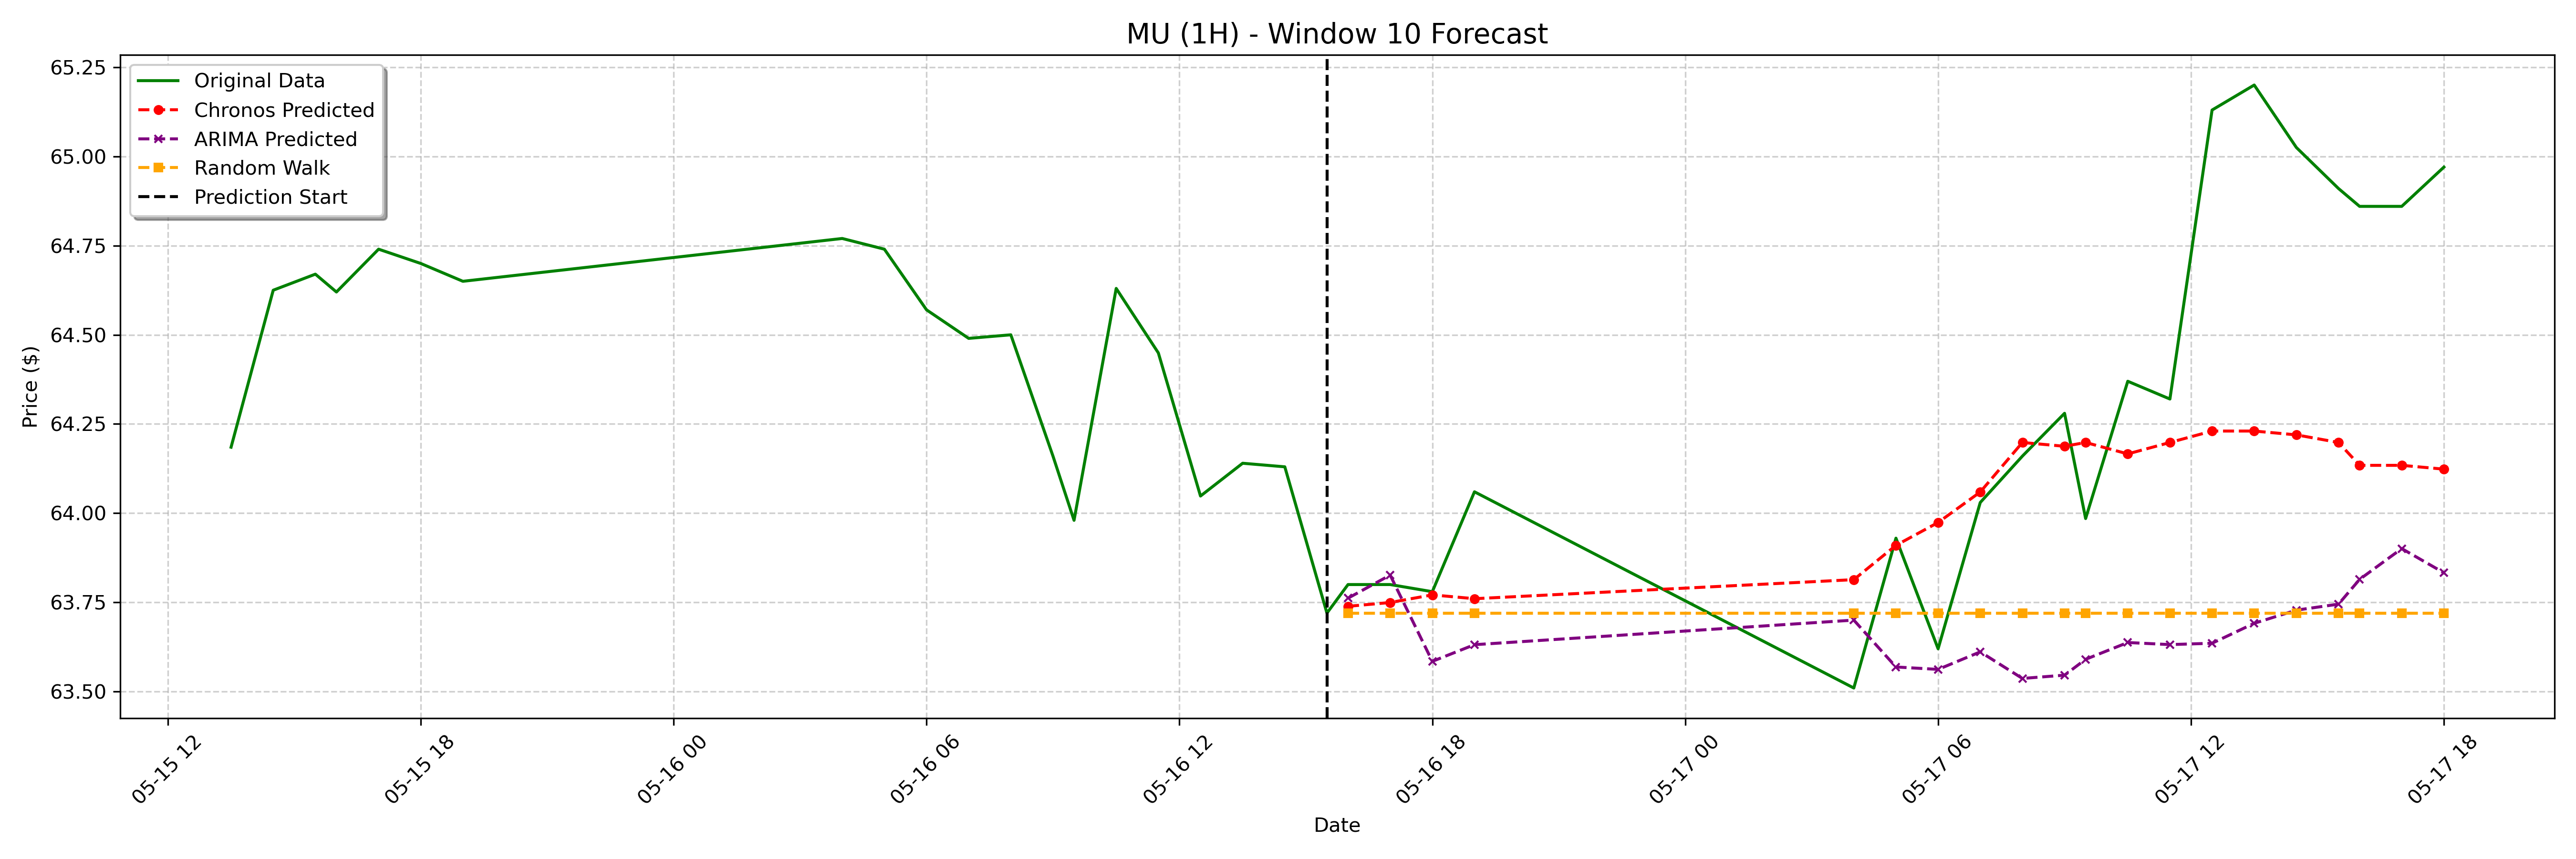 MU (1H) - Window 10 Forecast
Original Data
Chronos Predicted
ARIMA Predicted
Random Walk
Prediction Start
Price ($)
65.25
65.00
64.75
64.50
64.25
64.00
63.75
63.50
05-15 12
05-15 18
05-16 00
05-16 06
05-16 12
05-16 18
05-17 00
05-17 06
05-17 12
05-17 18
Date